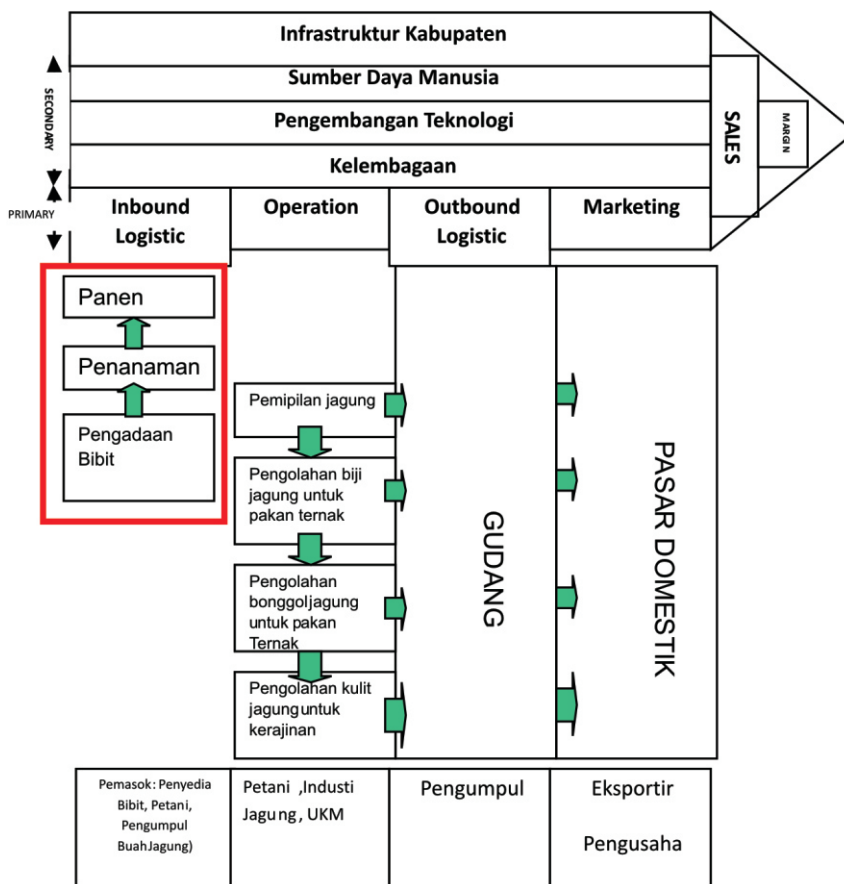 Infrastruktur Kabupaten
Sumber Daya Manusia
Pengembangan Teknologi
Kelembagaan
SECONDARY
PRIMARY
SALES
MARGIN
Inbound
Logistic
Operation
Outbound
Logistic
Marketing
Panen
Penanaman
Pengadaan
Bibit
Pemipilan jagung
Pengolahan biji
jagung untuk
pakan ternak
Pengolahan
bonggoljagung
untuk pakan
Ternak
Pengolahan kulit
jagunguntuk
kerajinan
GUDANG
PASAR DOMESTIK
Pemasok: Penyedia
Bibit, Petani,
Pengumpul
BuahJagung)
Petani ,Industi
Jagung, UKM
Pengumpul
Eksportir
Pengusaha